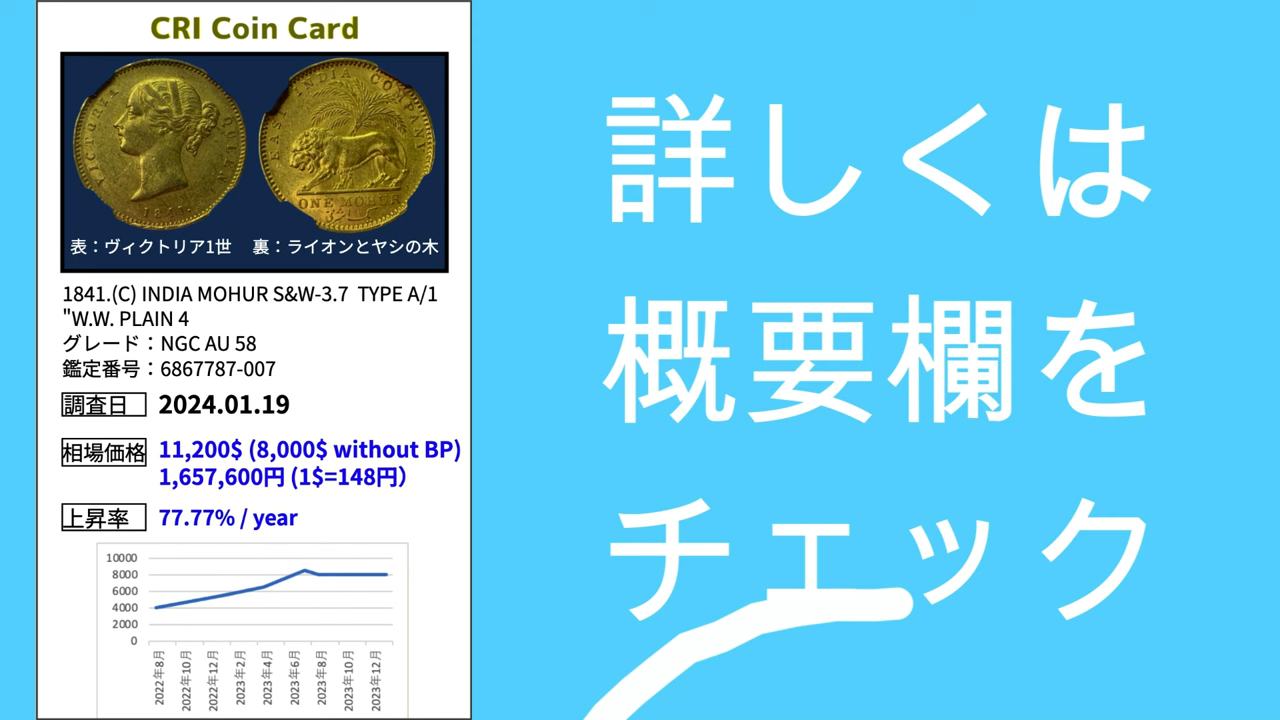 CRI Coin Card
VICTORIA QUEEN
1841.
EAST INDIA COMPANY
ONE MOHUR
表：ヴィクトリア1世　裏：ライオンとヤシの木
1841.(C) INDIA MOHUR S&W-3.7 TYPE A/1
"W.W. PLAIN 4
グレード：NGC AU 58
鑑定番号：6867787-007
調査日 2024.01.19
相場価格 11,200$ (8,000$ without BP)
1,657,600円 (1$=148円）
上昇率 77.77% / year
10000
8000
6000
4000
2000
0
2022年8月
2022年10月
2022年12月
2023年2月
2023年4月
2023年6月
2023年8月
2023年10月
2023年12月
詳しくは
概要欄を
チェック